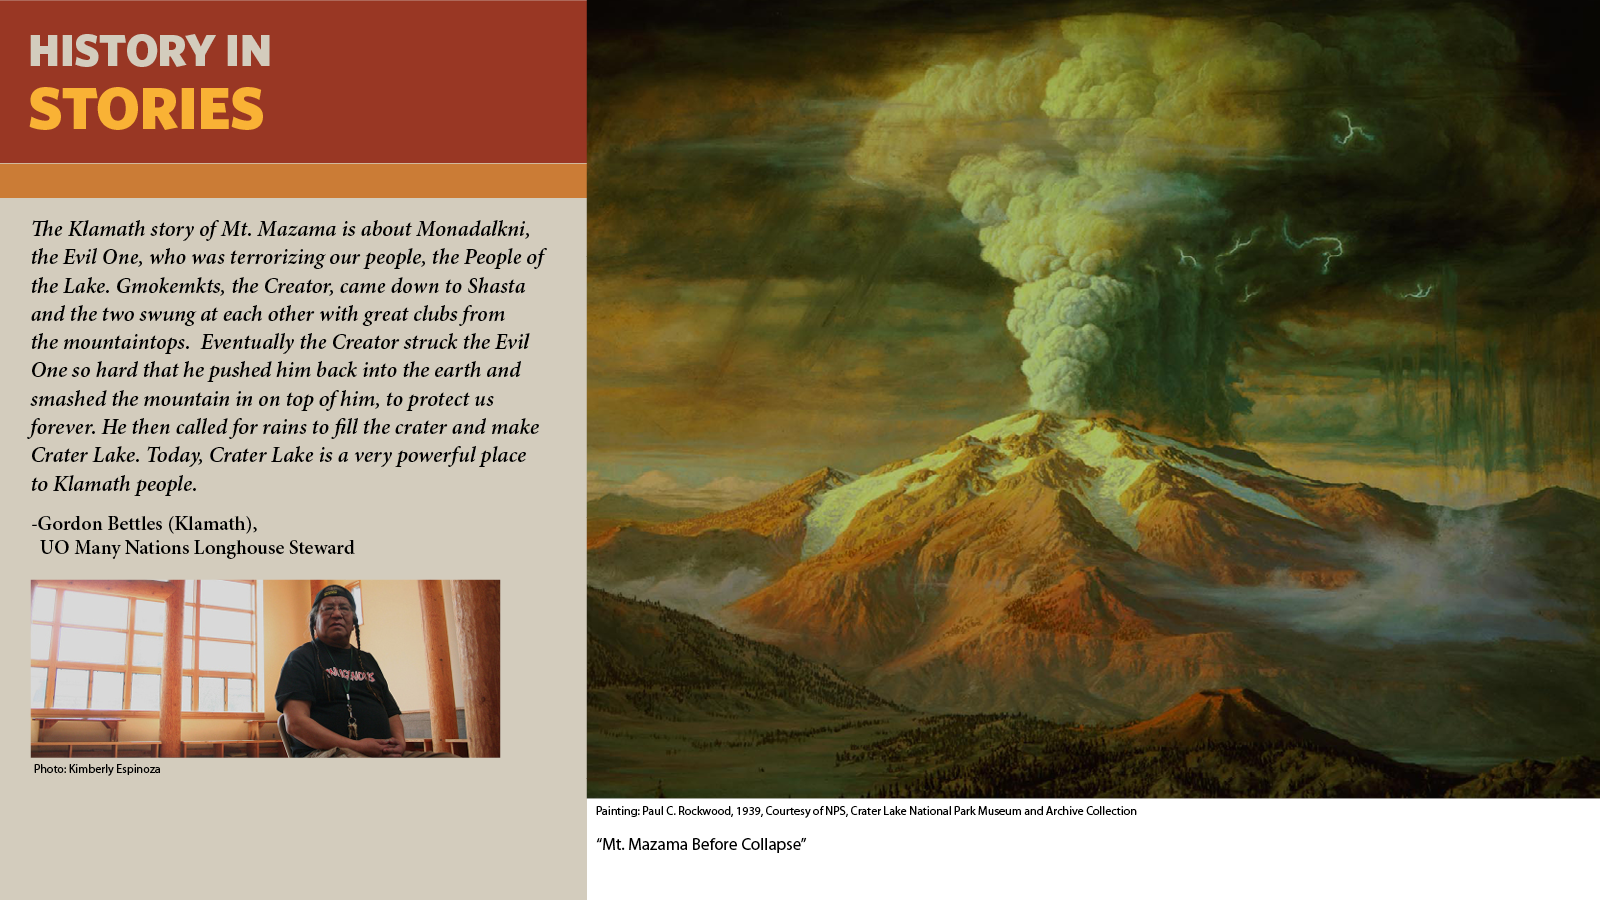 HISTORY IN
STORIES
The Klamath story of Mt. Mazama is about Monadalkni,
the Evil One, who was terrorizing our people, the People of
the Lake. Gmokemkts, the Creator, came down to Shasta
and the two swung at each other with great clubs from
the mountaintops.  Eventually the Creator struck the Evil
One so hard that he pushed him back into the earth and
smashed the mountain in on top of him, to protect us
forever. He then called for rains to fill the crater and make
Crater Lake. Today, Crater Lake is a very powerful place
to Klamath people.
-Gordon Bettles (Klamath),
UO Many Nations Longhouse Steward
INDIGENOUS
Photo: Kimberly Espinoza
Painting: Paul C. Rockwood, 1939, Courtesy of NPS, Crater Lake National Park Museum and Archive Collection
“Mt. Mazama Before Collapse”